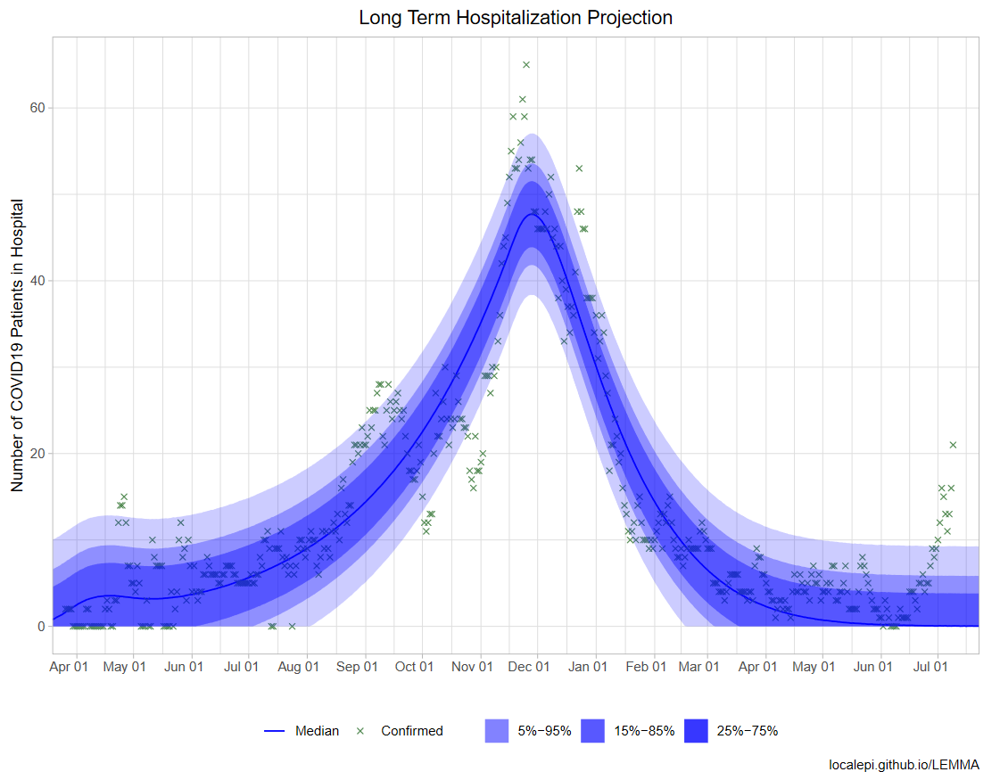 Long Term Hospitalization Projection
Number of COVID19 Patients in Hospital
60
40
20
0
Apr 01 May 01 Jun 01 Jul 01 Aug 01 Sep 01 Oct 01 Nov 01 Dec 01 Jan 01 Feb 01 Mar 01 Apr 01 May 01 Jun 01 Jul 01
Median Confirmed 5%−95% 15%−85% 25%−75%
localepi.github.io/LEMMA